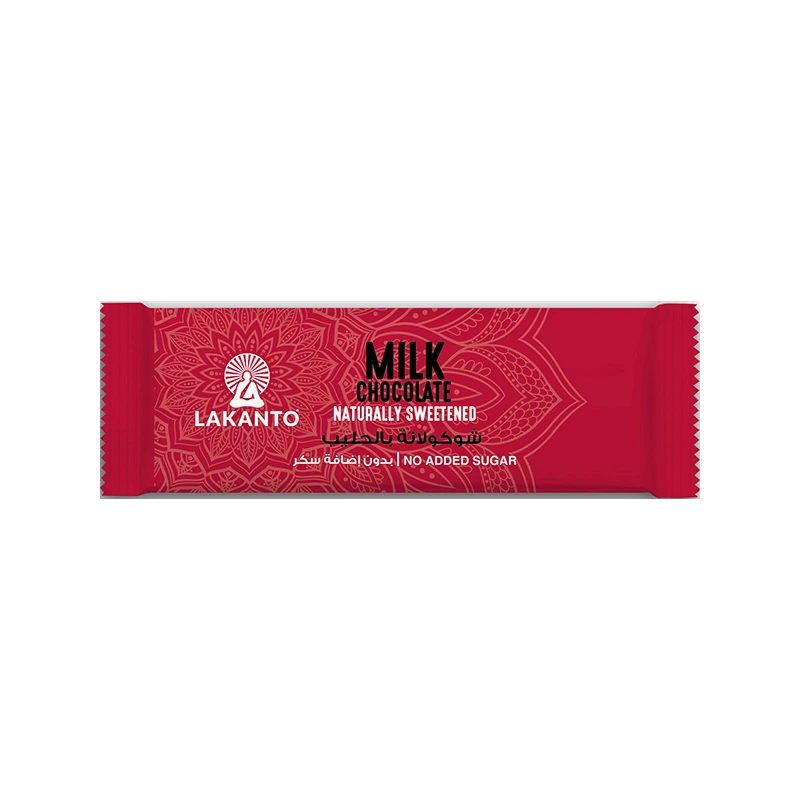 LAKANTO
MILK
CHOCOLATE
NATURALLY SWEETENED
شوكولاتة بالحليب
بدون إضافة سكر | NO ADDED SUGAR